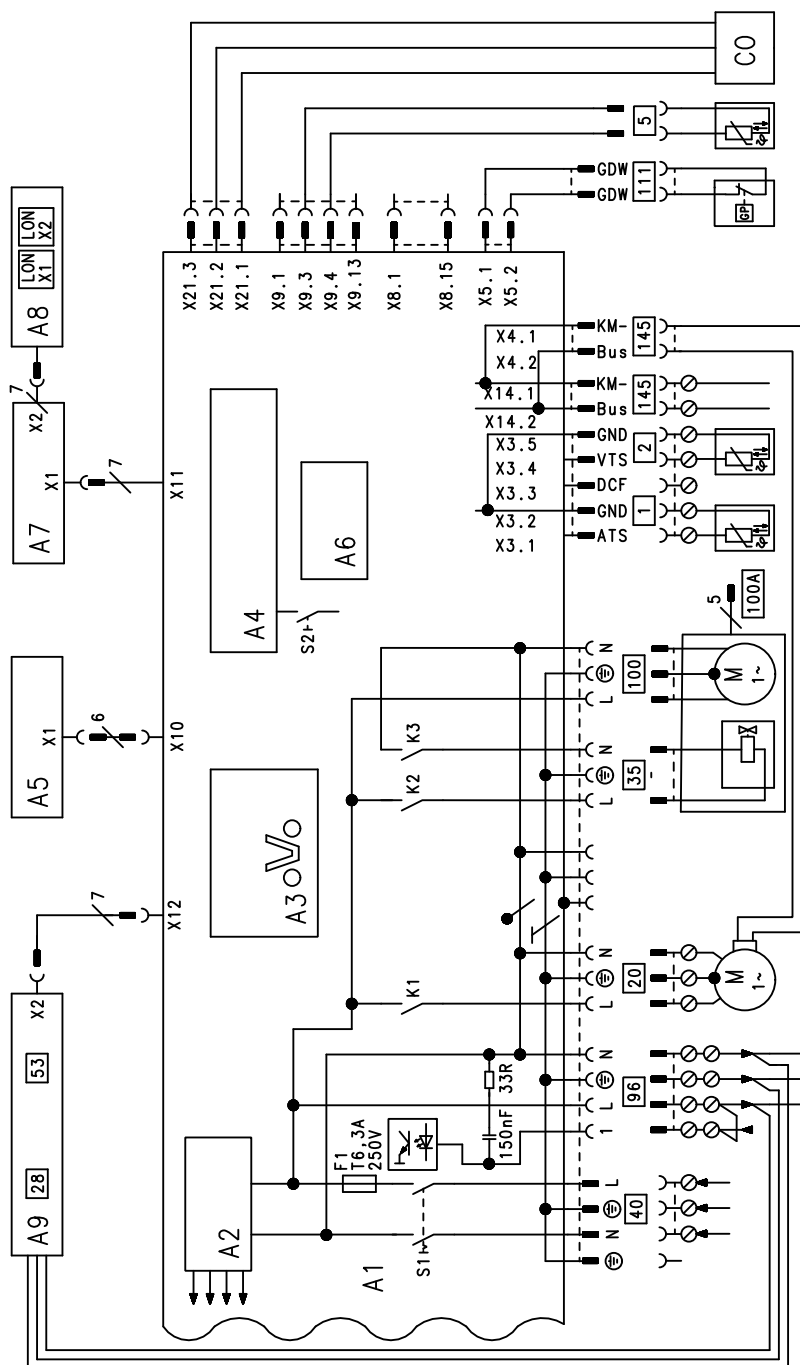 CO
5
GDW
GDW
111
GP
X21.3
X21.2
X21.1
X9.1
X9.3
X9.4
X9.13
X8.1
X8.15
X5.1
X5.2
LON
X2
LON
X1
A8
7
X2
X1
A7
7
X11
X4.1
X4.2
X14.1
X14.2
X3.5
X3.4
X3.3
X3.2
X3.1
KM-
Bus
145
KM-
Bus
145
GND
VTS
2
DCF
GND
ATS
1
A6
A4
S2
5
100A
N
L
100
M
1~
X1
A5
6
X10
K3
K2
N
L
35
-
A3
7
X12
X2
53
28
A9
K1
N
L
20
M
1~
33R
150nF
N
L
1
96
F1
T6,3A
250V
A2
S1
A1
L
N
40